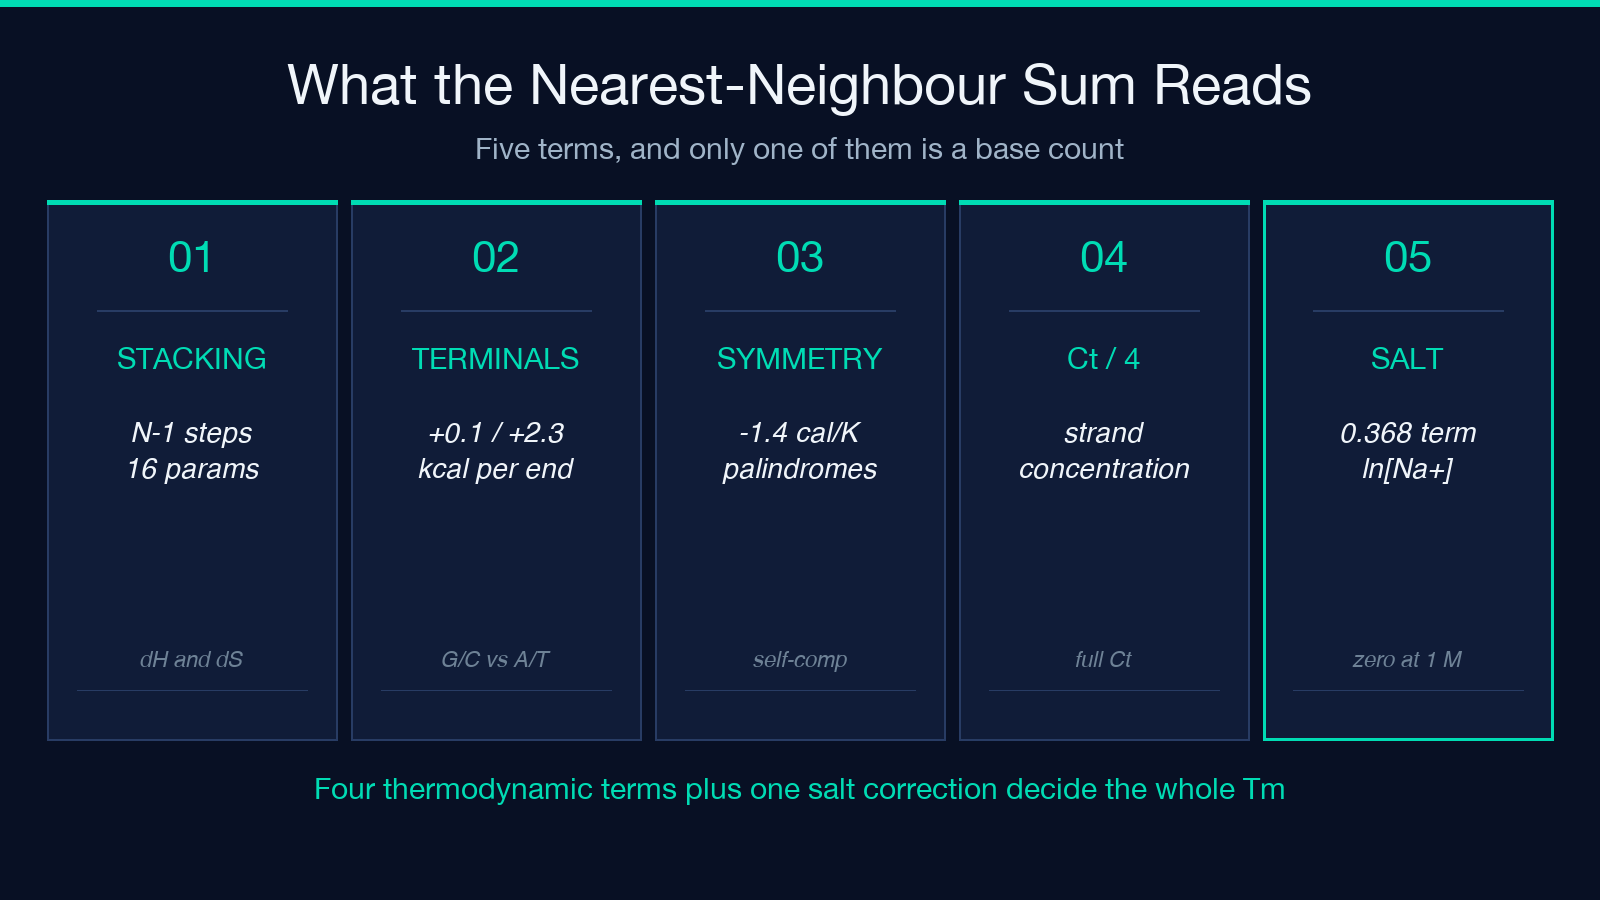 What the Nearest-Neighbour Sum Reads
Five terms, and only one of them is a base count
01
STACKING
N-1 steps
16 params
dH and dS
02
TERMINALS
+0.1 / +2.3
kcal per end
G/C vs A/T
03
SYMMETRY
-1.4 cal/K
palindromes
self-comp
04
Ct / 4
strand
concentration
full Ct
05
SALT
0.368 term
ln[Na+]
zero at 1 M
Four thermodynamic terms plus one salt correction decide the whole Tm